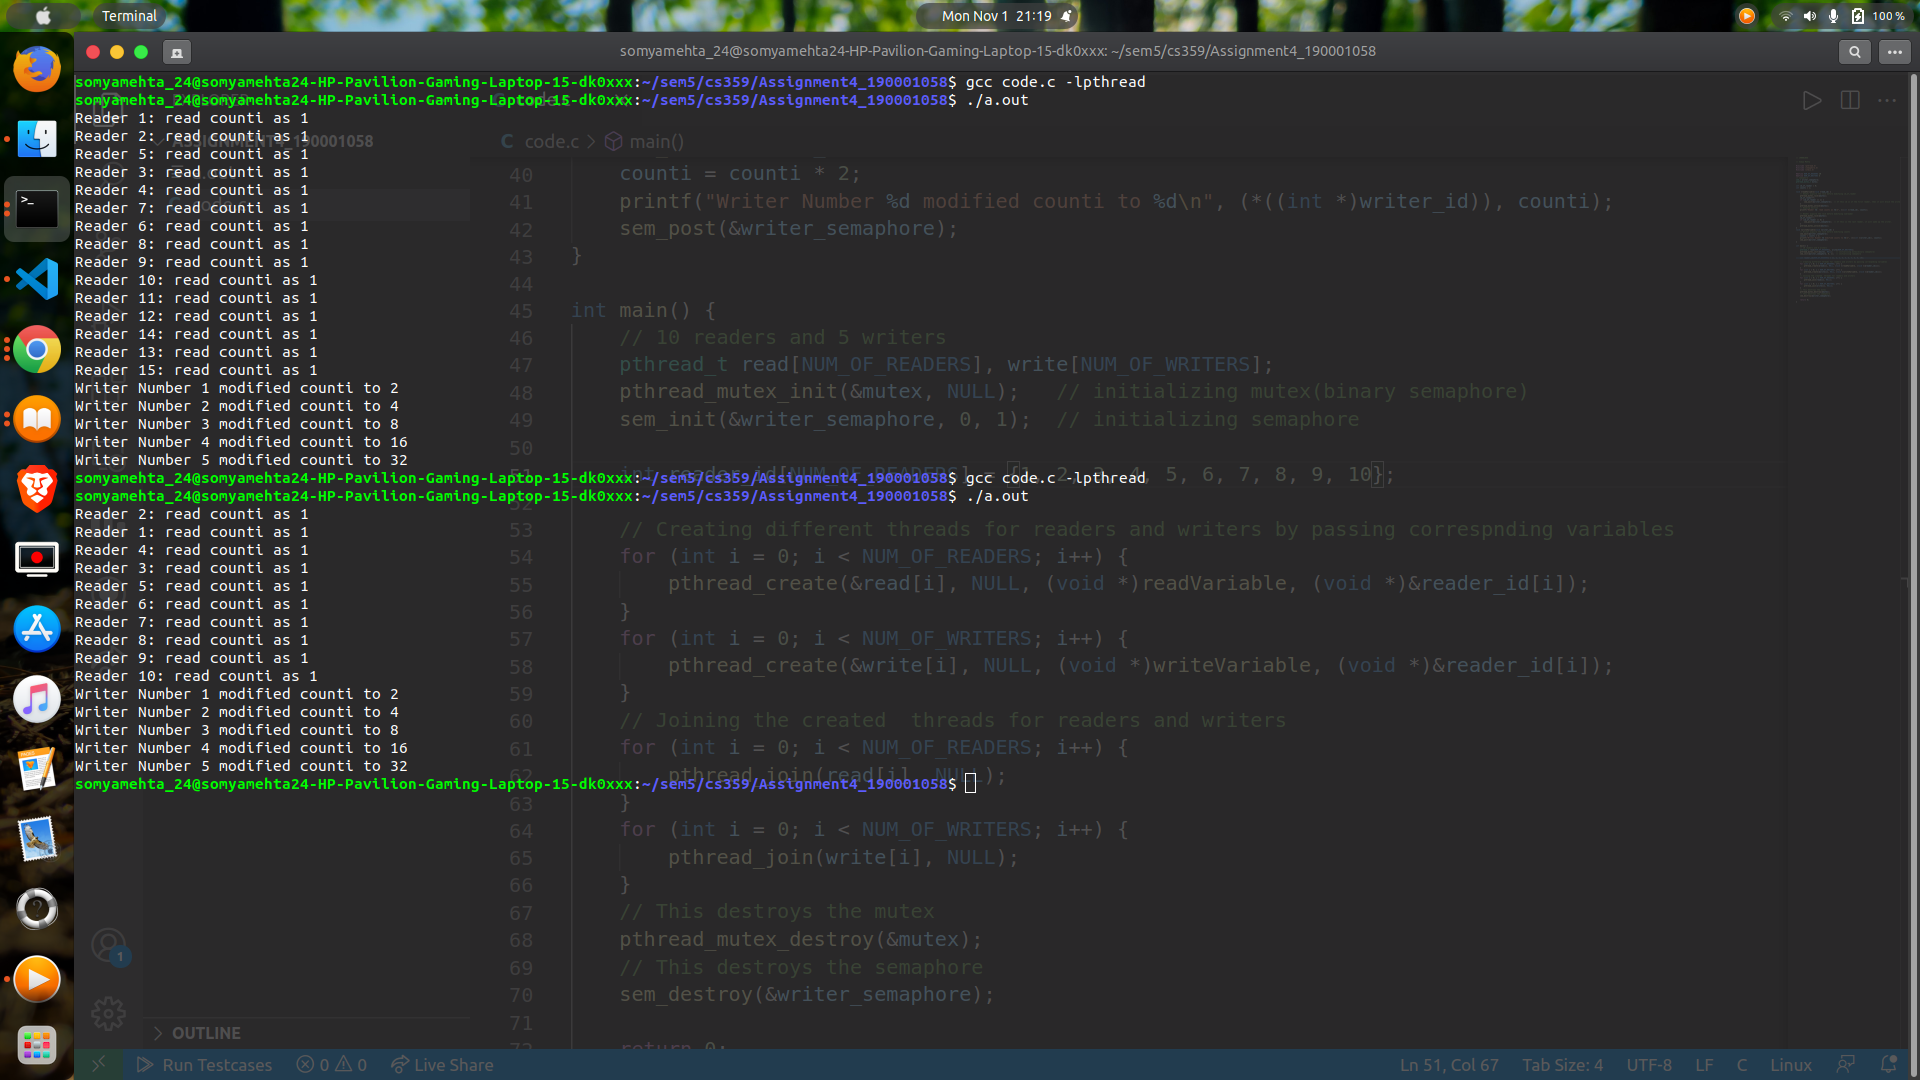 Terminal
Mon Nov 1 21:19
100 %
somyamehta_24@somyamehta24-HP-Pavilion-Gaming-Laptop-15-dk0xxx: ~/sem5/cs359/Assignment4_190001058
somyamehta_24@somyamehta24-HP-Pavilion-Gaming-Laptop-15-dk0xxx:~/sem5/cs359/Assignment4_190001058$ gcc code.c -lpthread
somyamehta_24@somyamehta24-HP-Pavilion-Gaming-Laptop-15-dk0xxx:~/sem5/cs359/Assignment4_190001058$ ./a.out
Reader 1: read counti as 1
Reader 2: read counti as 1
Reader 5: read counti as 1
Reader 3: read counti as 1
Reader 4: read counti as 1
Reader 7: read counti as 1
Reader 6: read counti as 1
Reader 8: read counti as 1
Reader 9: read counti as 1
Reader 10: read counti as 1
Reader 11: read counti as 1
Reader 12: read counti as 1
Reader 14: read counti as 1
Reader 13: read counti as 1
Reader 15: read counti as 1
Writer Number 1 modified counti to 2
Writer Number 2 modified counti to 4
Writer Number 3 modified counti to 8
Writer Number 4 modified counti to 16
Writer Number 5 modified counti to 32
somyamehta_24@somyamehta24-HP-Pavilion-Gaming-Laptop-15-dk0xxx:~/sem5/cs359/Assignment4_190001058$ gcc code.c -lpthread
somyamehta_24@somyamehta24-HP-Pavilion-Gaming-Laptop-15-dk0xxx:~/sem5/cs359/Assignment4_190001058$ ./a.out
Reader 2: read counti as 1
Reader 1: read counti as 1
Reader 4: read counti as 1
Reader 3: read counti as 1
Reader 5: read counti as 1
Reader 6: read counti as 1
Reader 7: read counti as 1
Reader 8: read counti as 1
Reader 9: read counti as 1
Reader 10: read counti as 1
Writer Number 1 modified counti to 2
Writer Number 2 modified counti to 4
Writer Number 3 modified counti to 8
Writer Number 4 modified counti to 16
Writer Number 5 modified counti to 32
somyamehta_24@somyamehta24-HP-Pavilion-Gaming-Laptop-15-dk0xxx:~/sem5/cs359/Assignment4_190001058$
ASSIGNMENT4_190001058
C code.c > main()
40 counti = counti * 2;
41 printf("Writer Number %d modified counti to %d\n", (*((int *)writer_id)), counti);
42 sem_post(&writer_semaphore);
43 }
44
45 int main() {
46 // 10 readers and 5 writers
47 pthread_t read[NUM_OF_READERS], write[NUM_OF_WRITERS];
48 pthread_mutex_init(&mutex, NULL); // initializing mutex(binary semaphore)
49 sem_init(&writer_semaphore, 0, 1); // initializing semaphore
50
51 int reader_id[NUM_OF_READERS] = {1, 2, 3, 4, 5, 6, 7, 8, 9, 10};
52
53 // Creating different threads for readers and writers by passing correspnding variables
54 for (int i = 0; i < NUM_OF_READERS; i++) {
55 pthread_create(&read[i], NULL, (void *)readVariable, (void *)&reader_id[i]);
56 }
57 for (int i = 0; i < NUM_OF_WRITERS; i++) {
58 pthread_create(&write[i], NULL, (void *)writeVariable, (void *)&reader_id[i]);
59 }
60 // Joining the created  threads for readers and writers
61 for (int i = 0; i < NUM_OF_READERS; i++) {
62 pthread_join(read[i], NULL);
63 }
64 for (int i = 0; i < NUM_OF_WRITERS; i++) {
65 pthread_join(write[i], NULL);
66 }
67 // This destroys the mutex
68 pthread_mutex_destroy(&mutex);
69 // This destroys the semaphore
70 sem_destroy(&writer_semaphore);
71
72 return 0;
1
OUTLINE
Run Testcases 0 0 Live Share
Ln 51, Col 67 Tab Size: 4 UTF-8 LF C Linux